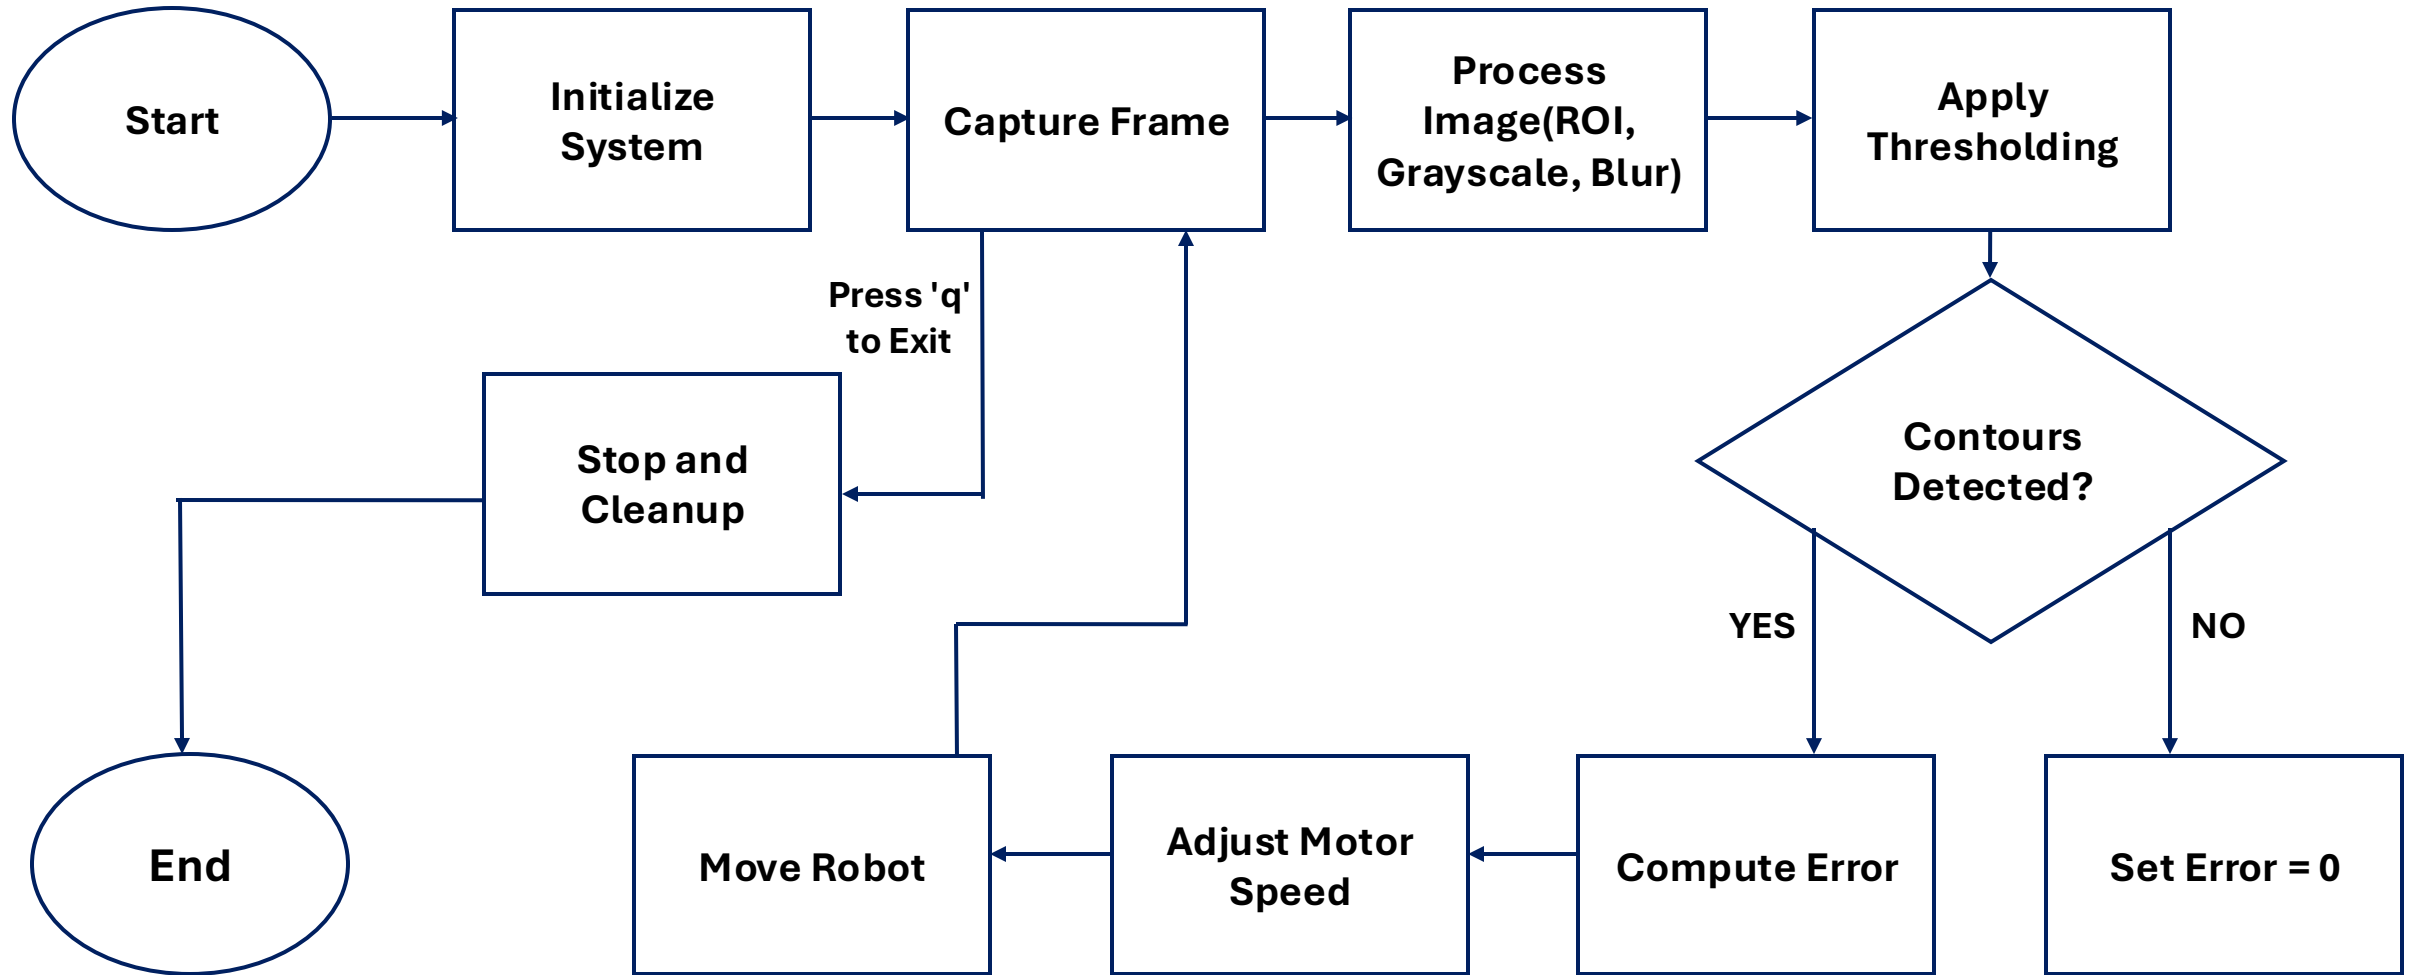 Start
Initialize
System
Capture Frame
Process
Image(ROI,
Grayscale, Blur)
Apply
Thresholding
Press 'q'
to Exit
Stop and
Cleanup
Contours
Detected?
YES
NO
End
Move Robot
Adjust Motor
Speed
Compute Error
Set Error = 0